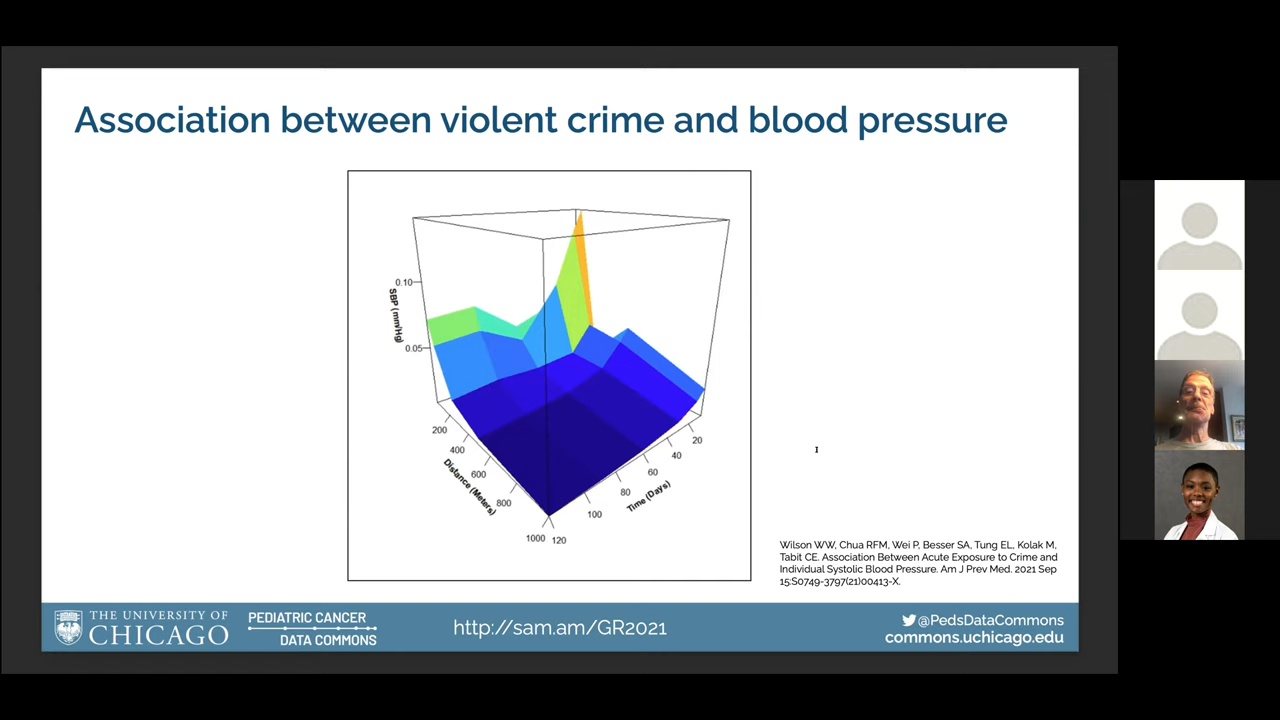 Association between violent crime and blood pressure
0.10
SBP (mm/Hg)
0.05
200
400
600
800
1000
Distance (Meters)
120
100
80
60
40
20
Time (Days)
Wilson WW, Chua RFM, Wei P, Besser SA, Tung EL, Kolak M,
Tabit CE. Association Between Acute Exposure to Crime and
Individual Systolic Blood Pressure. Am J Prev Med. 2021 Sep
15:S0749-3797(21)00413-X.
THE UNIVERSITY OF
CHICAGO
PEDIATRIC CANCER
DATA COMMONS
http://sam.am/GR2021
@PedsDataCommons
commons.uchicago.edu